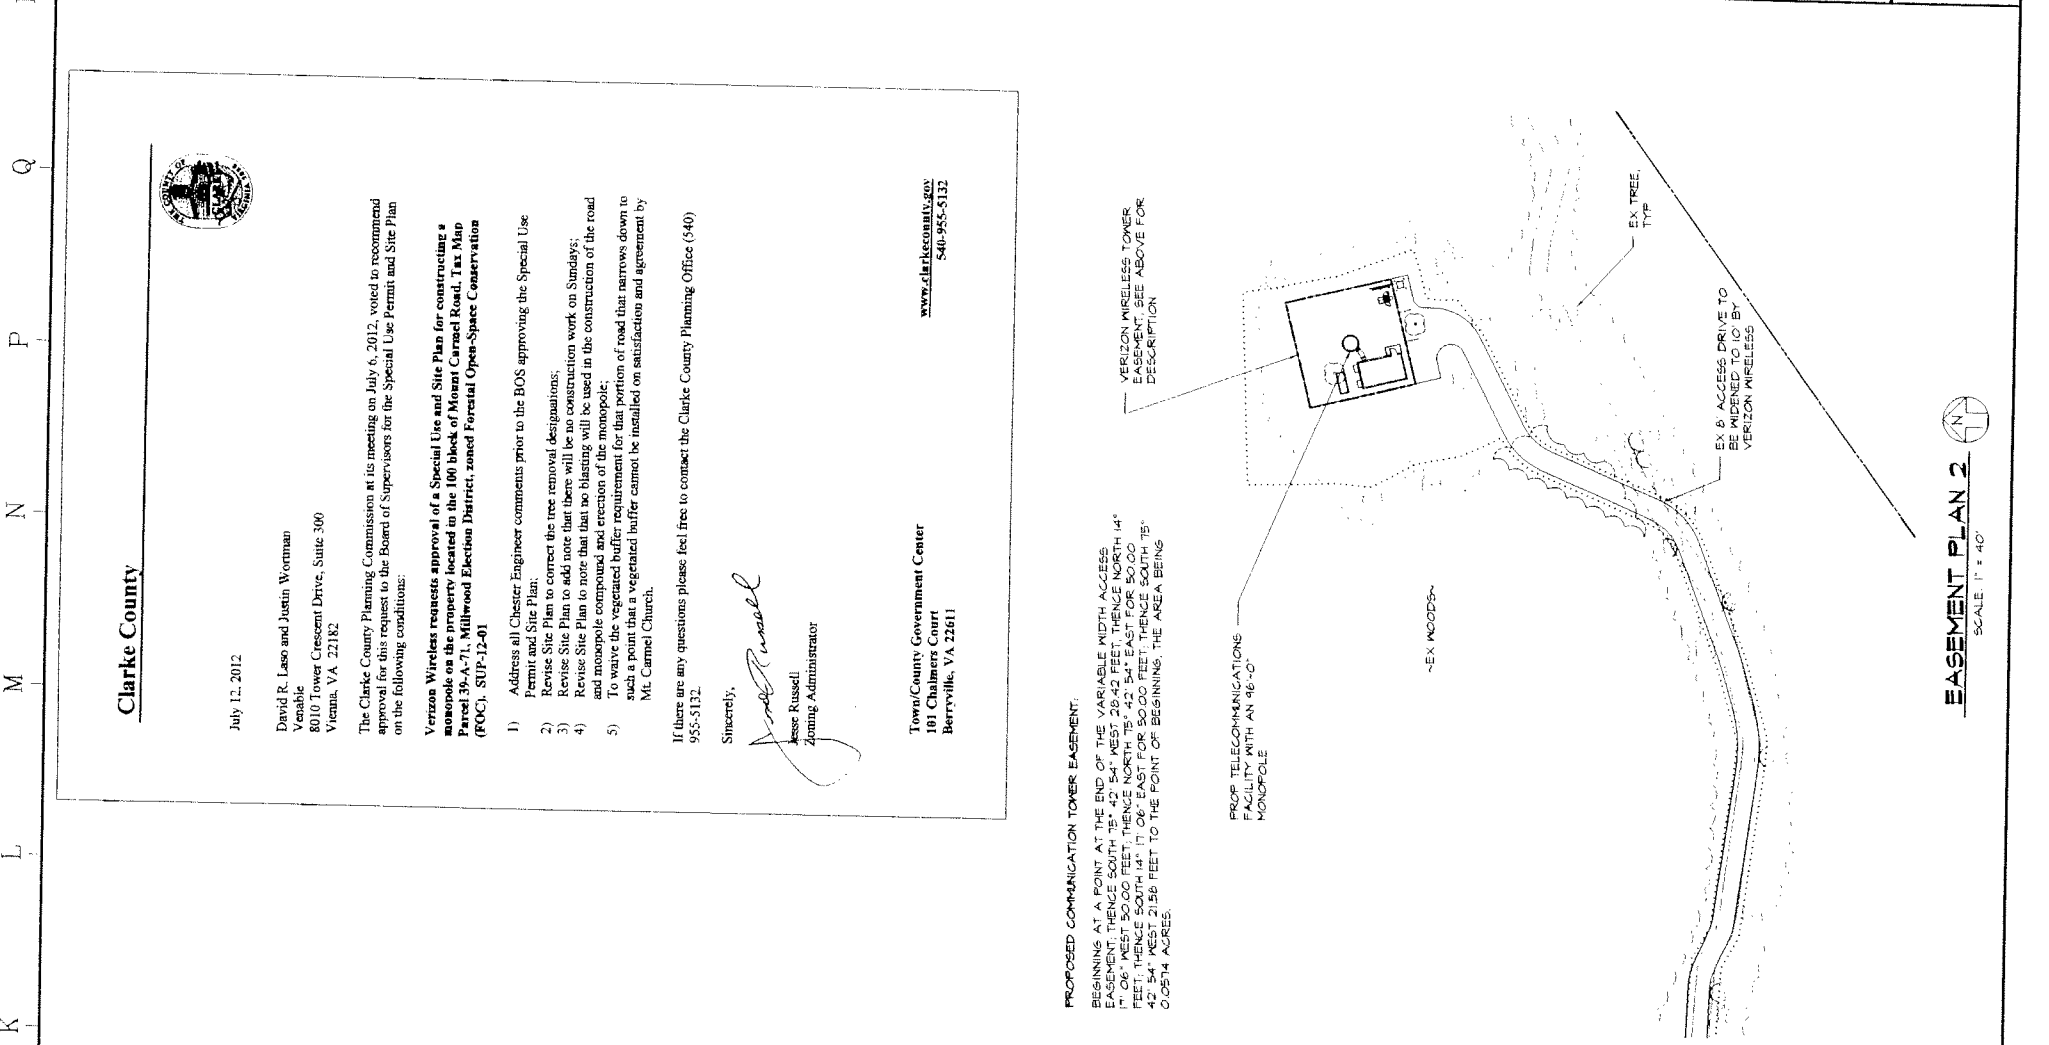 Q
P
N
M
L
K
Clarke County
THE COUNTY OF
CLARKE
July 12, 2012
David R. Laso and Justin Wortman
Venable
8010 Tower Crescent Drive, Suite 300
Vienna, VA 22182
The Clarke County Planning Commission at its meeting on July 6, 2012, voted to recommend
approval for this request to the Board of Supervisors for the Special Use Permit and Site Plan
on the following conditions:
Verizon Wireless requests approval of a Special Use and Site Plan for constructing a
monopole on the property located in the 100 block of Mount Carmel Road, Tax Map
Parcel 39-A-71, Millwood Election District, zoned Forestal Open-Space Conservation
(FOC). SUP-12-01
1) Address all Chester Engineer comments prior to the BOS approving the Special Use
Permit and Site Plan;
2) Revise Site Plan to correct the tree removal designations;
3) Revise Site Plan to add note that there will be no construction work on Sundays;
4) Revise Site Plan to note that no blasting will be used in the construction of the road
and monopole compound and erection of the monopole;
5) To waive the vegetated buffer requirement for that portion of road that narrows down to
such a point that a vegetated buffer cannot be installed on satisfaction and agreement by
Mt. Carmel Church.
If there are any questions please feel free to contact the Clarke County Planning Office (540)
955-5132.
Sincerely,
Jesse Russell
Jesse Russell
Zoning Administrator
Town/County Government Center
101 Chalmers Court
Berryville, VA 22611
www.clarkecounty.gov
540-955-5132
PROPOSED COMMUNICATION TOWER EASEMENT:
BEGINNING AT A POINT AT THE END OF THE VARIABLE WIDTH ACCESS
EASEMENT; THENCE SOUTH 75° 42' 54" WEST 28.42 FEET, THENCE NORTH 14°
17' 06" WEST 50.00 FEET; THENCE NORTH 75° 42' 54" EAST FOR 50.00
FEET; THENCE SOUTH 14° 17' 06" EAST FOR 50.00 FEET; THENCE SOUTH 75°
42' 54" WEST 21.58 FEET TO THE POINT OF BEGINNING, THE AREA BEING
0.0574 ACRES.
VERIZON WIRELESS TOWER
EASEMENT, SEE ABOVE FOR
DESCRIPTION
PROP TELECOMMUNICATIONS
FACILITY WITH AN 96'-0"
MONOPOLE
~EX WOODS~
EX TREE,
TYP
EX 8' ACCESS DRIVE TO
BE WIDENED TO 10' BY
VERIZON WIRELESS
EASEMENT PLAN 2
SCALE: 1" = 40'
N